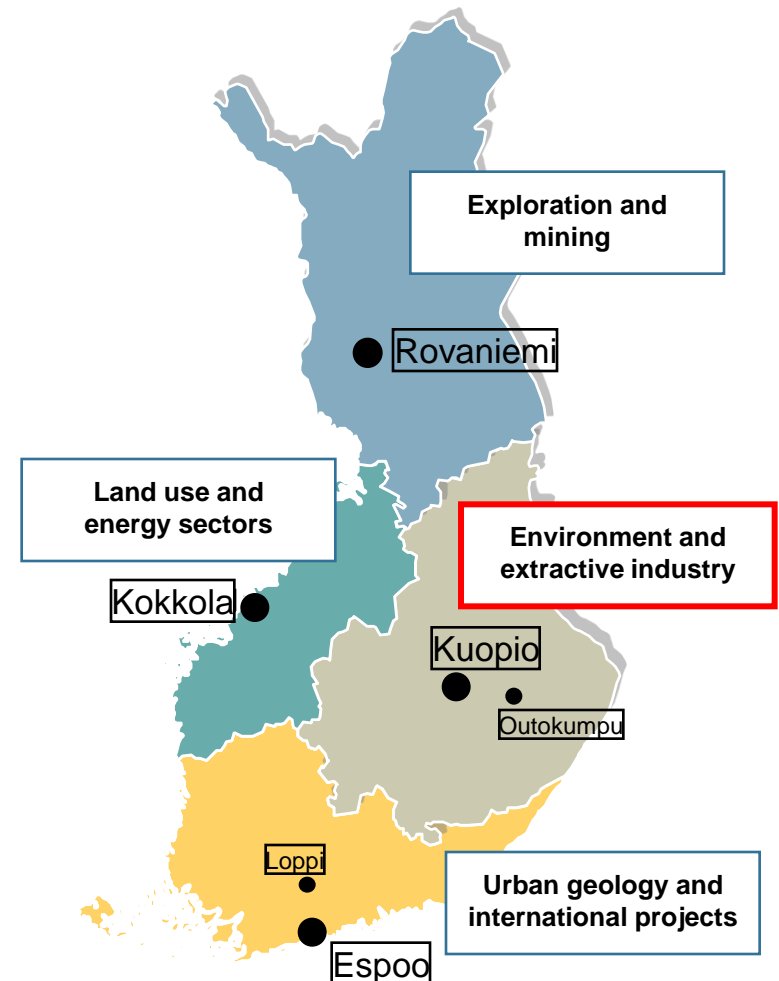 Exploration and
mining
Rovaniemi
Land use and
energy sectors
Environment and
extractive industry
Kokkola
Kuopio
Outokumpu
Loppi
Urban geology and
international projects
Espoo